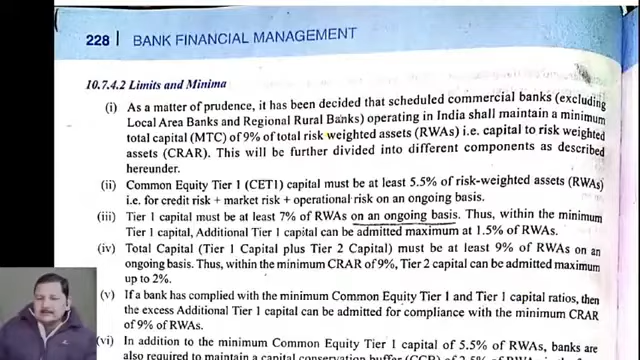 228 | BANK FINANCIAL MANAGEMENT
10.7.4.2 Limits and Minima
(i) As a matter of prudence, it has been decided that scheduled commercial banks (excluding
Local Area Banks and Regional Rural Banks) operating in India shall maintain a minimum
total capital (MTC) of 9% of total risk weighted assets (RWAs) i.e. capital to risk weighted
assets (CRAR). This will be further divided into different components as described
hereunder.
(ii) Common Equity Tier 1 (CET1) capital must be at least 5.5% of risk-weighted assets (RWAs)
i.e. for credit risk + market risk + operational risk on an ongoing basis.
(iii) Tier 1 capital must be at least 7% of RWAs on an ongoing basis. Thus, within the minimum
Tier 1 capital, Additional Tier 1 capital can be admitted maximum at 1.5% of RWAs.
(iv) Total Capital (Tier 1 Capital plus Tier 2 Capital) must be at least 9% of RWAs on an
ongoing basis. Thus, within the minimum CRAR of 9%, Tier 2 capital can be admitted maximum
up to 2%.
(v) If a bank has complied with the minimum Common Equity Tier 1 and Tier 1 capital ratios, then
the excess Additional Tier 1 capital can be admitted for compliance with the minimum CRAR
of 9% of RWAs.
(vi) In addition to the minimum Common Equity Tier 1 capital of 5.5% of RWAs, banks are
also required to maintain a capital conservation buffer (CCB) of 2.5% of RWAs